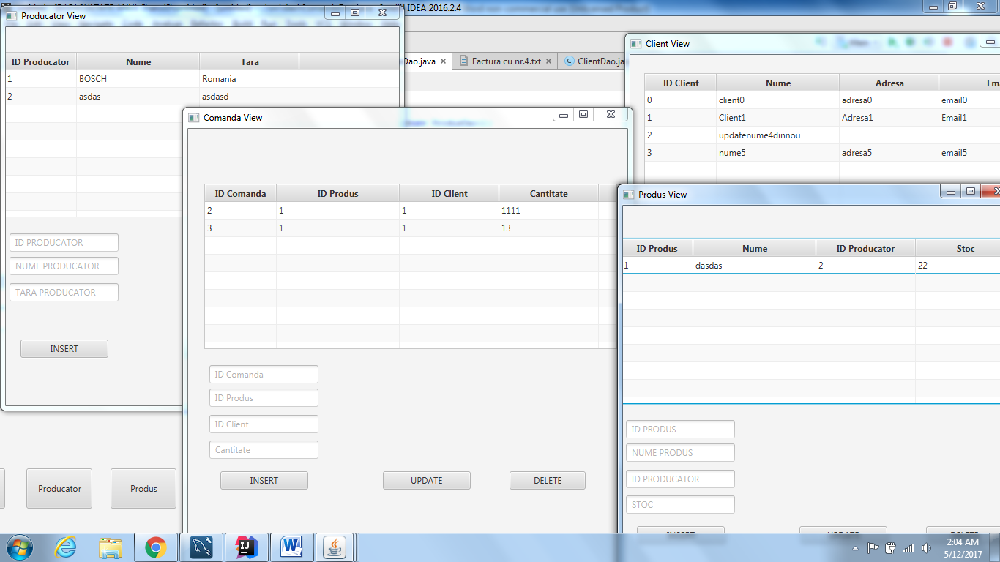 Producator View
IDEA 2016.2.4
ID Producator Nume Tara
1 BOSCH Romania
2 asdas asdasd
ID PRODUCATOR
NUME PRODUCATOR
TARA PRODUCATOR
INSERT
Producator Produs
Dao.java Factura cu nr.4.txt ClientDao.ja
Client View
ID Client Nume Adresa Ema
0 client0 adresa0 email0
1 Client1 Adresa1 Email1
2 updatenume4dinnou
3 nume5 adresa5 email5
Comanda View
ID Comanda ID Produs ID Client Cantitate
2 1 1 1111
3 1 1 13
ID Comanda
ID Produs
ID Client
Cantitate
INSERT UPDATE DELETE
Produs View
ID Produs Nume ID Producator Stoc
1 dasdas 2 22
ID PRODUS
NUME PRODUS
ID PRODUCATOR
STOC
2:04 AM
5/12/2017